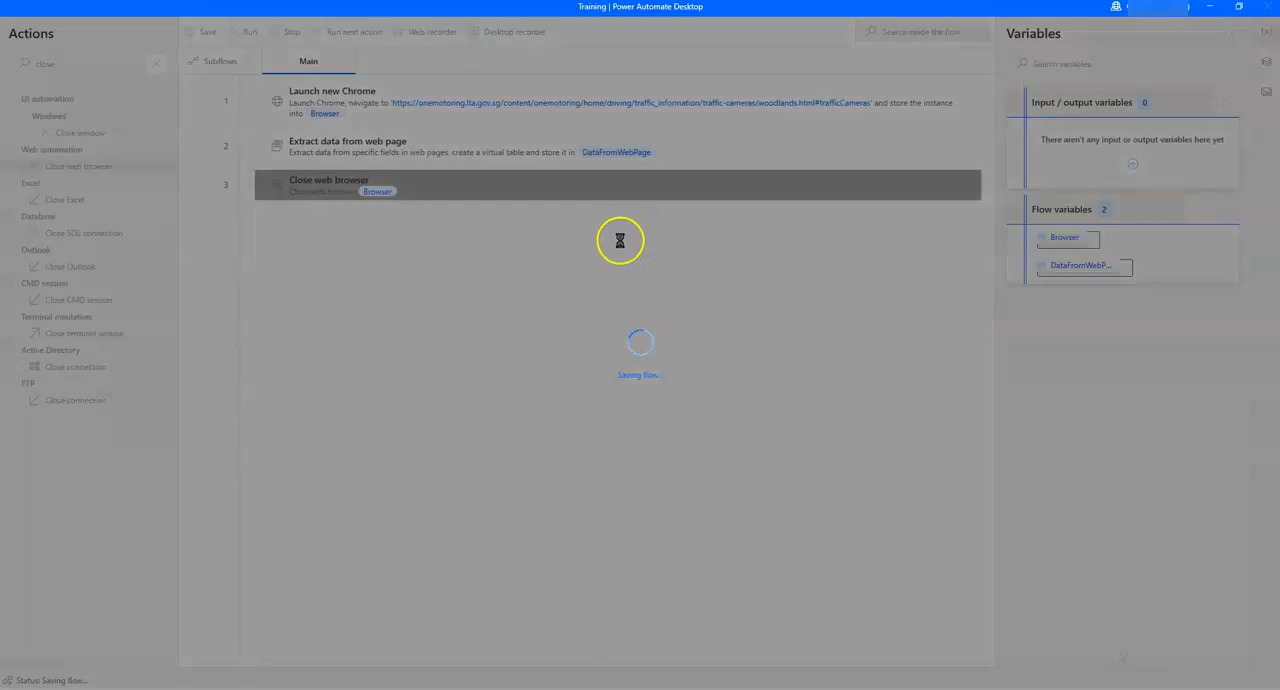 Training | Power Automate Desktop
Actions
close
UI automation
Windows
Close window
Web automation
Close web browser
Excel
Close Excel
Database
Close SQL connection
Outlook
Close Outlook
CMD session
Close CMD session
Terminal emulation
Close terminal session
Active Directory
Close connection
FTP
Close connection
Save
Run
Stop
Run next action
Web recorder
Desktop recorder
Search inside the flow
Subflows
Main
1
Launch new Chrome
Launch Chrome, navigate to 'https://onemotoring.lta.gov.sg/content/onemotoring/home/driving/traffic_information/traffic-cameras/woodlands.html#trafficCameras' and store the instance
into Browser
2
Extract data from web page
Extract data from specific fields in web pages, create a virtual table and store it in DataFromWebPage
3
Close web browser
Close web browser Browser
Saving flow...
Variables
{x}
Search variables
Input / output variables 0
There aren't any input or output variables here yet
Flow variables 2
Browser
DataFromWebP...
Status: Saving flow...